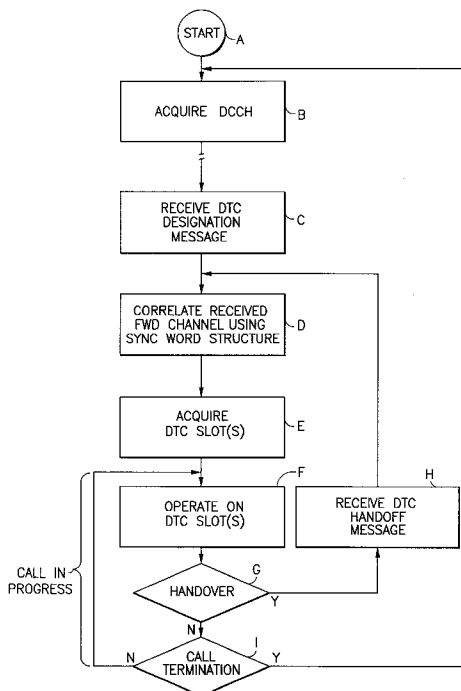 START
A
ACQUIRE DCCH
B
RECEIVE DTC
DESIGNATION
MESSAGE
C
CORRELATE RECEIVED
FWD CHANNEL USING
SYNC WORD STRUCTURE
D
ACQUIRE
DTC SLOT(S)
E
F
H
OPERATE ON
DTC SLOT(S)
RECEIVE DTC
HANDOFF
MESSAGE
CALL IN
PROGRESS
G
HANDOVER
Y
N
I
N
CALL
TERMINATION
Y